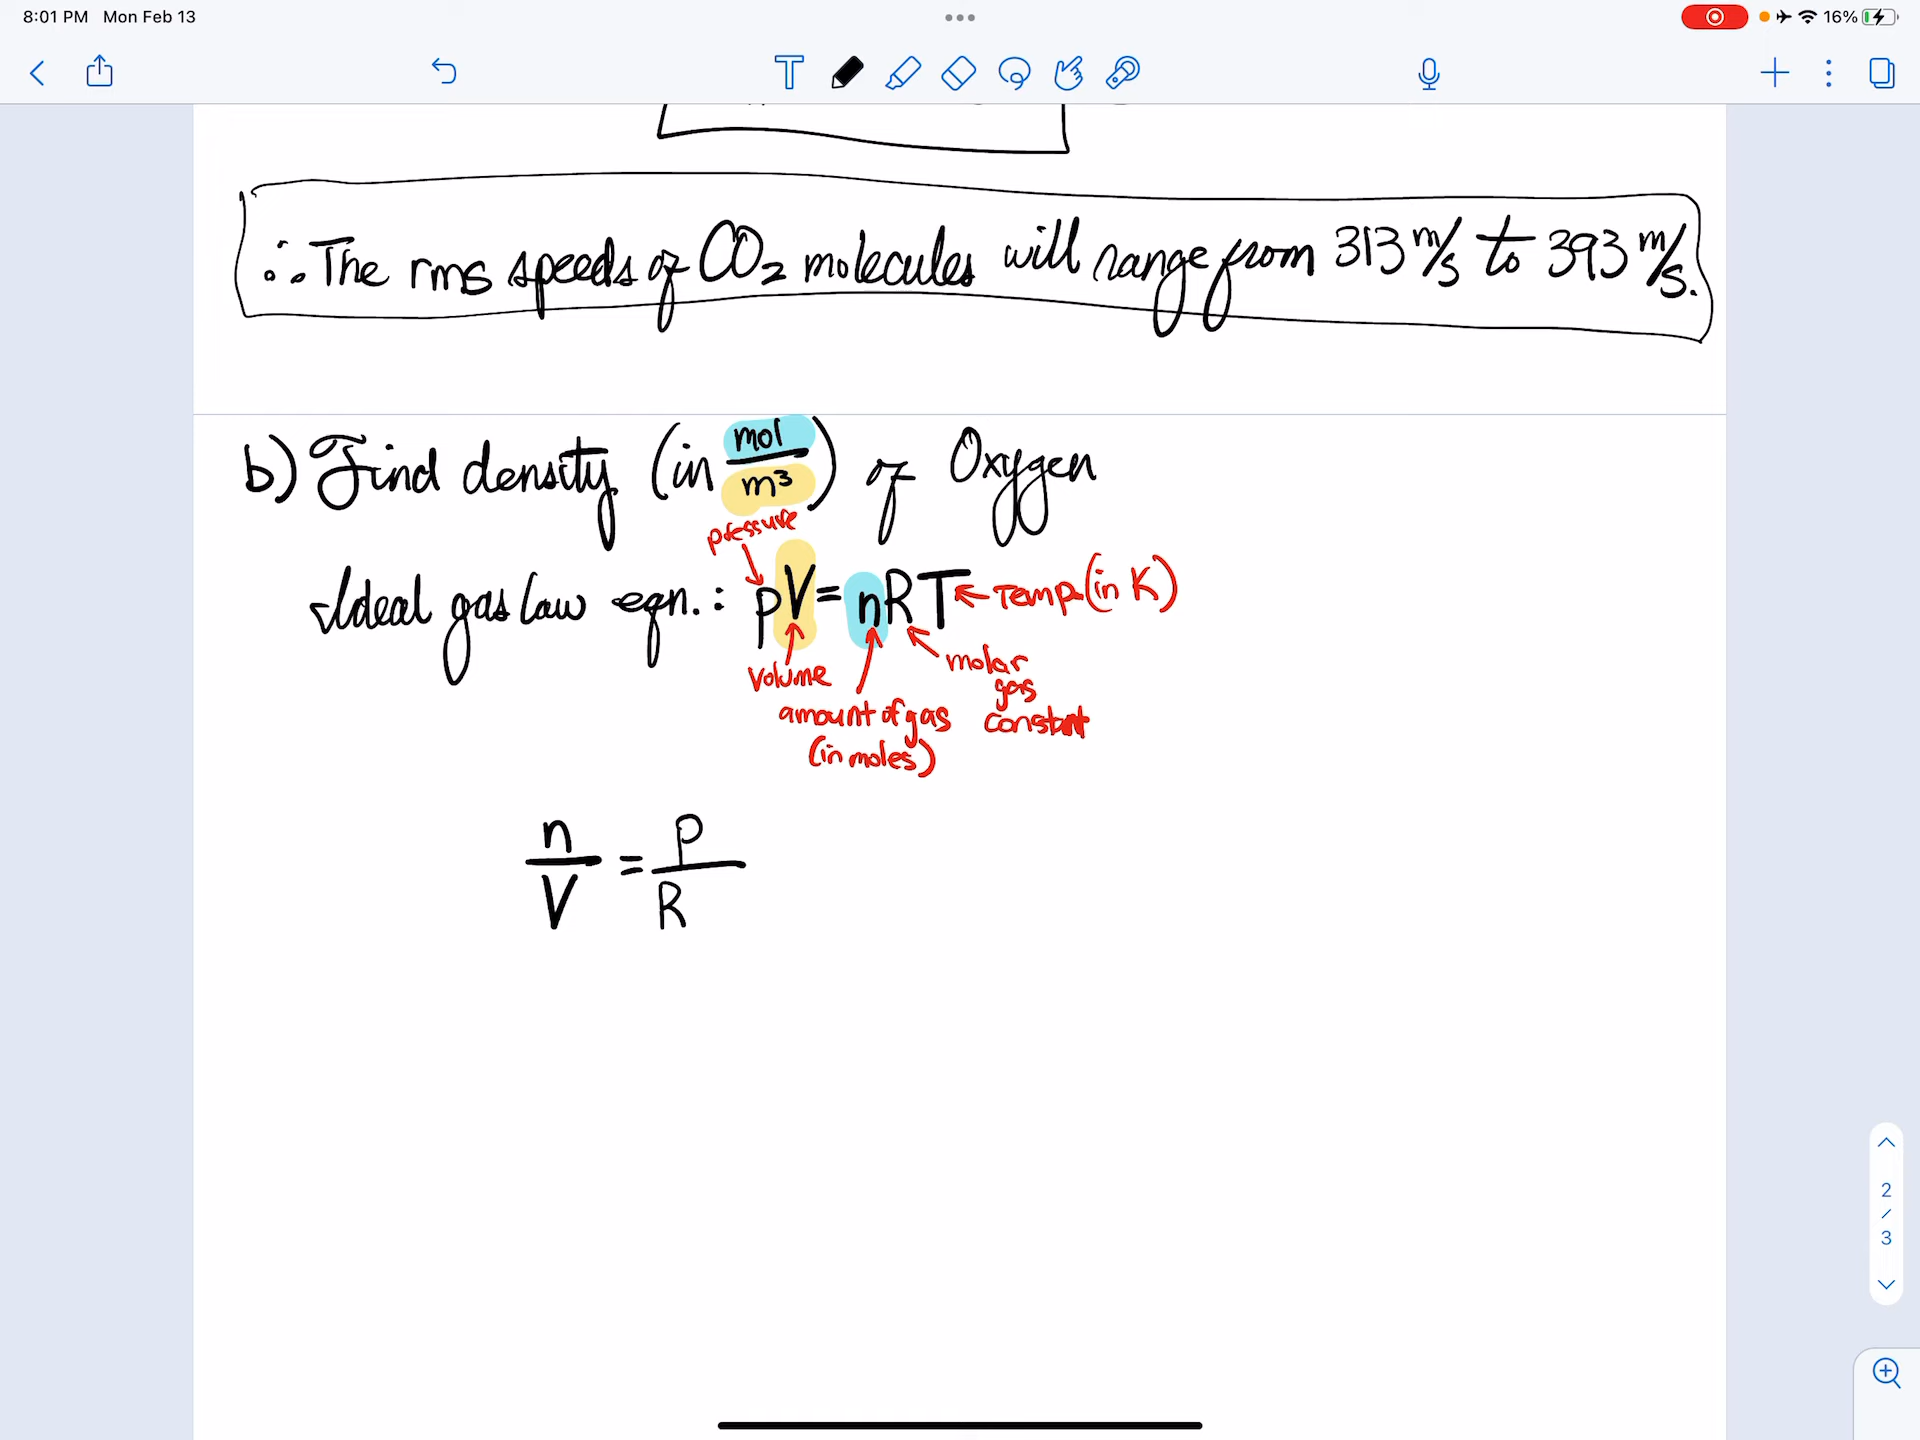 8:01 PM Mon Feb 13
16%
∴ The rms speeds of CO₂ molecules will range from 313 m/s to 393 m/s.
b) Find density (in mol/m³) of Oxygen
pressure
Ideal gas law eqn.: pV = nRT ← Temp (in K)
volume
molar
gas
constant
amount of gas
(in moles)
n/V = P/R
2
/
3